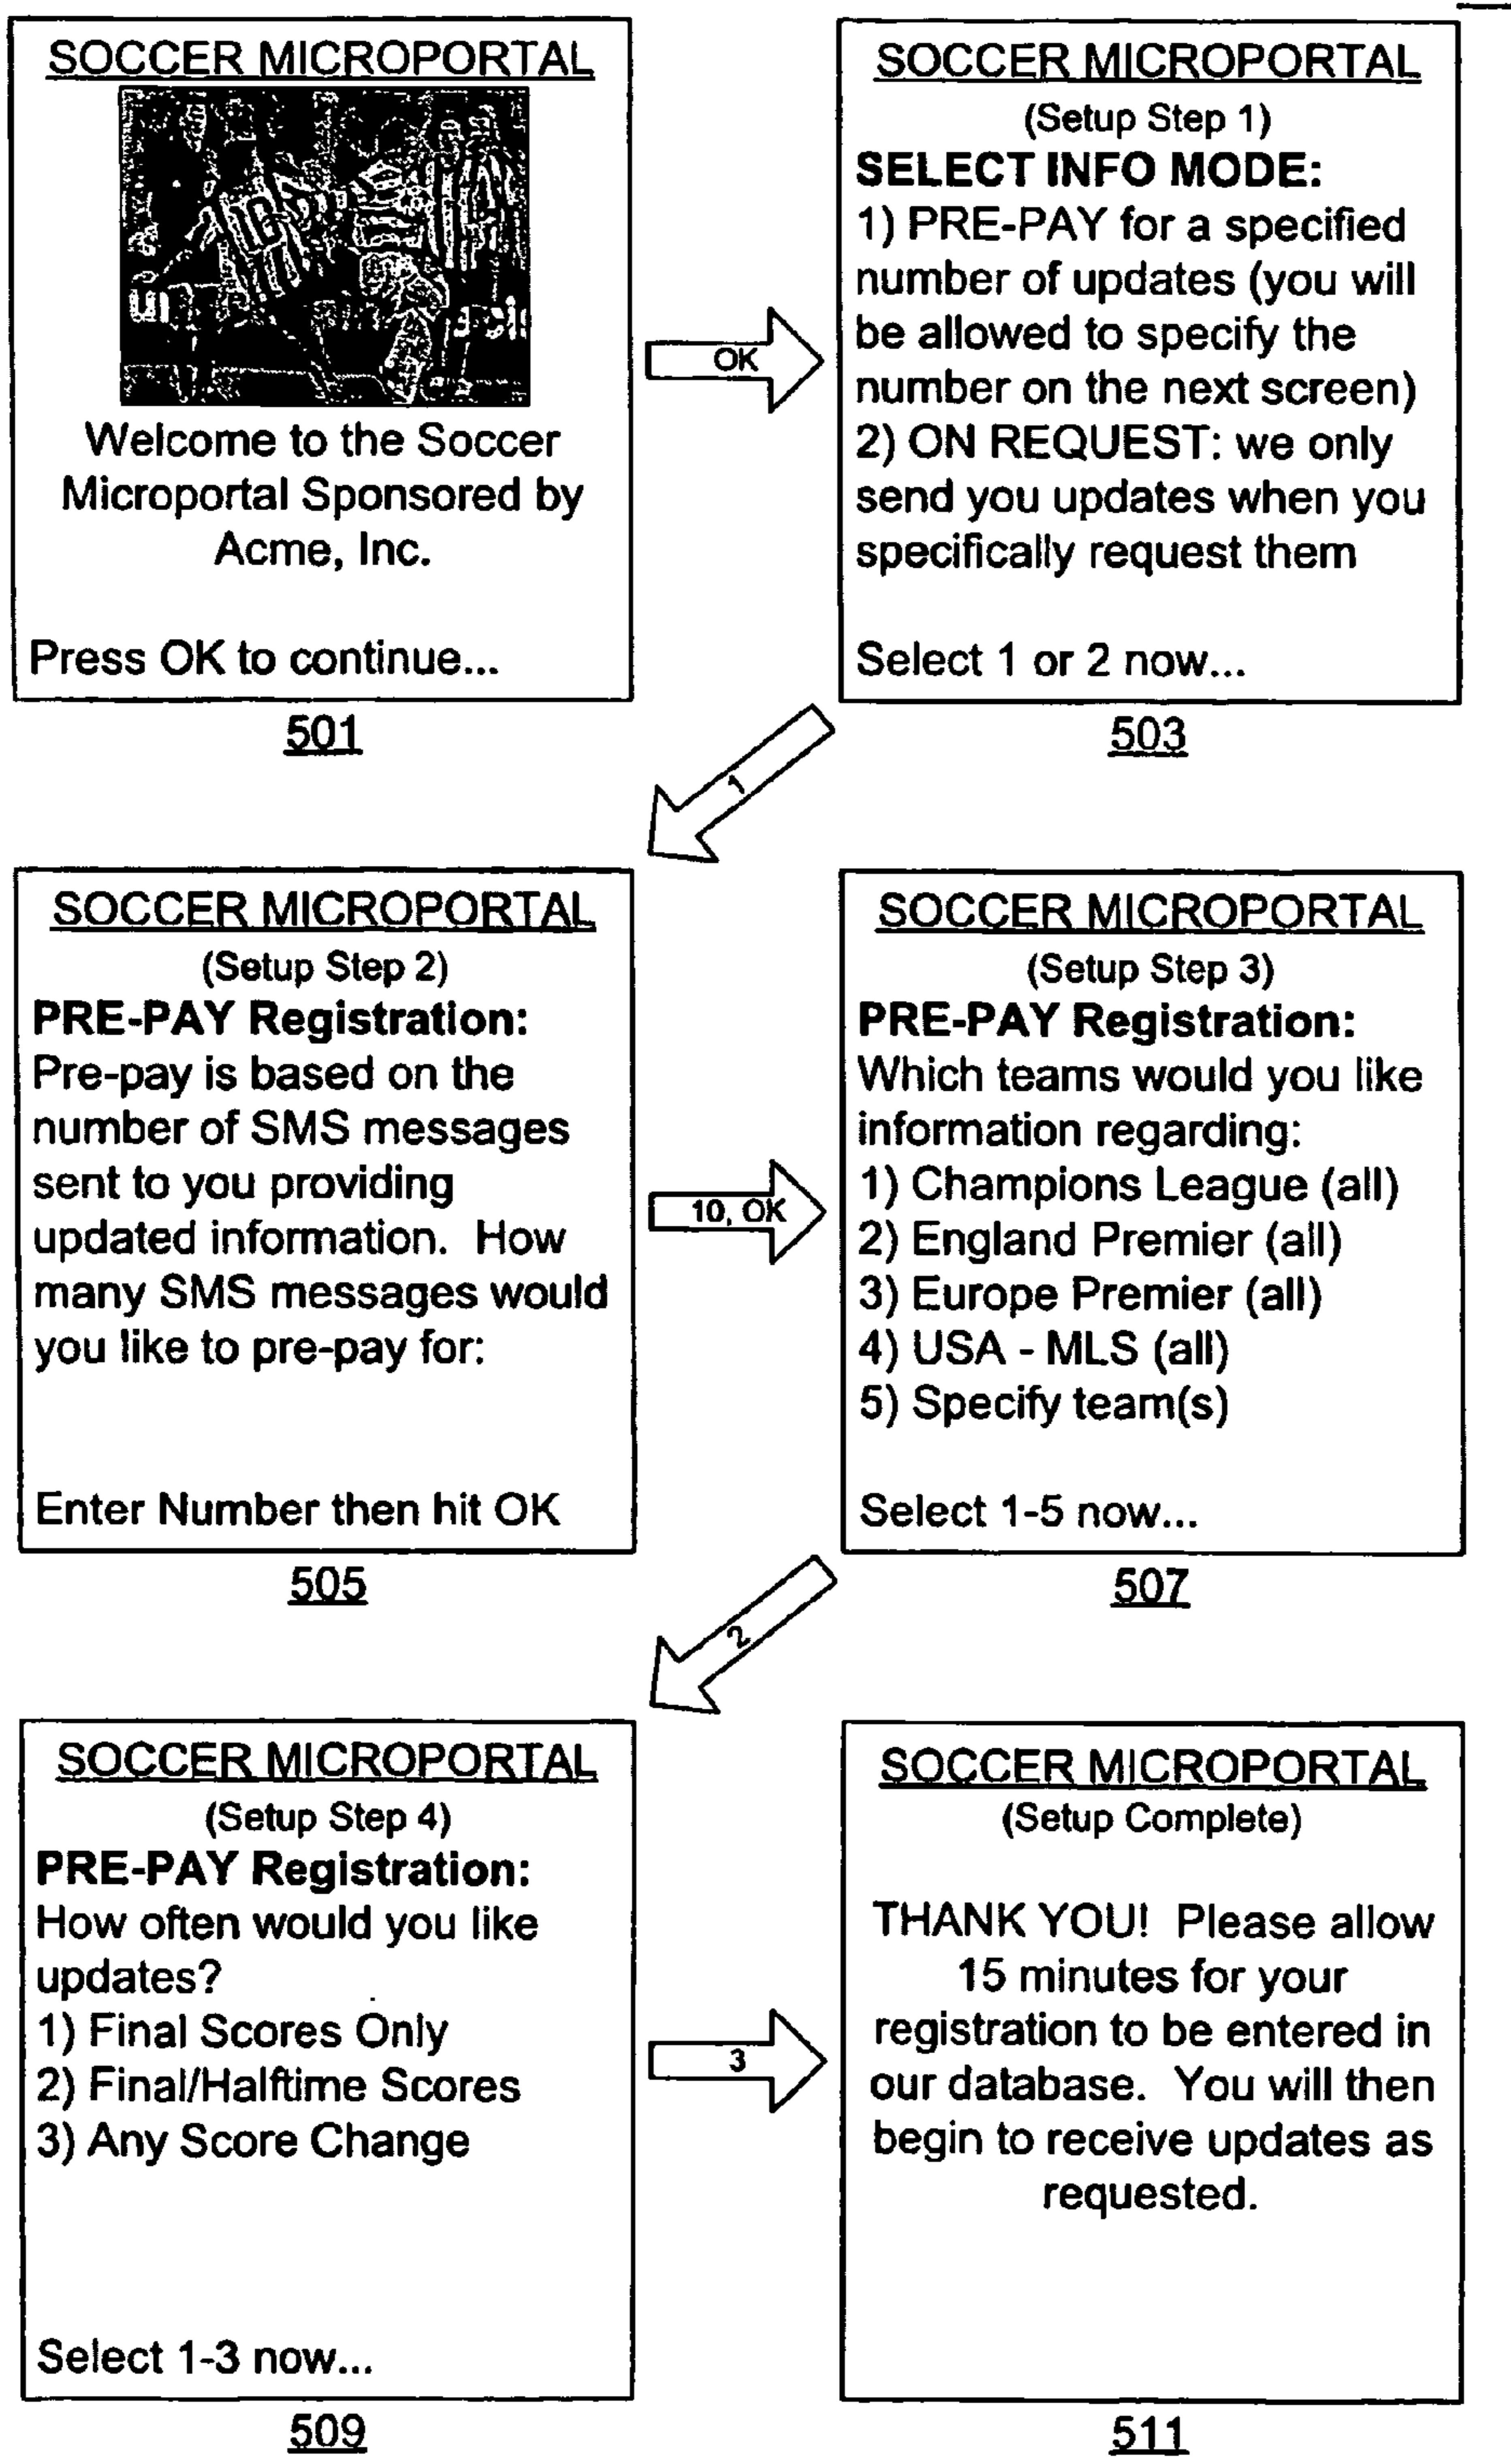 SOCCER MICROPORTAL
Welcome to the Soccer
Microportal Sponsored by
Acme, Inc.
Press OK to continue...
501
OK
SOCCER MICROPORTAL
(Setup Step 1)
SELECT INFO MODE:
1) PRE-PAY for a specified
number of updates (you will
be allowed to specify the
number on the next screen)
2) ON REQUEST: we only
send you updates when you
specifically request them
Select 1 or 2 now...
503
1
SOCCER MICROPORTAL
(Setup Step 2)
PRE-PAY Registration:
Pre-pay is based on the
number of SMS messages
sent to you providing
updated information. How
many SMS messages would
you like to pre-pay for:
Enter Number then hit OK
505
10, OK
SOCCER MICROPORTAL
(Setup Step 3)
PRE-PAY Registration:
Which teams would you like
information regarding:
1) Champions League (all)
2) England Premier (all)
3) Europe Premier (all)
4) USA - MLS (all)
5) Specify team(s)
Select 1-5 now...
507
2
SOCCER MICROPORTAL
(Setup Step 4)
PRE-PAY Registration:
How often would you like
updates?
1) Final Scores Only
2) Final/Halftime Scores
3) Any Score Change
Select 1-3 now...
509
3
SOCCER MICROPORTAL
(Setup Complete)
THANK YOU! Please allow
15 minutes for your
registration to be entered in
our database. You will then
begin to receive updates as
requested.
511